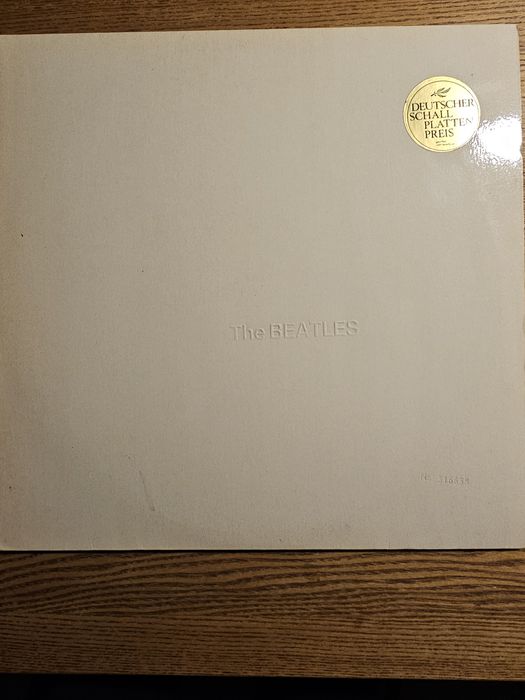 DEUTSCHER
SCHALL
PLATTEN
PREIS
The BEATLES